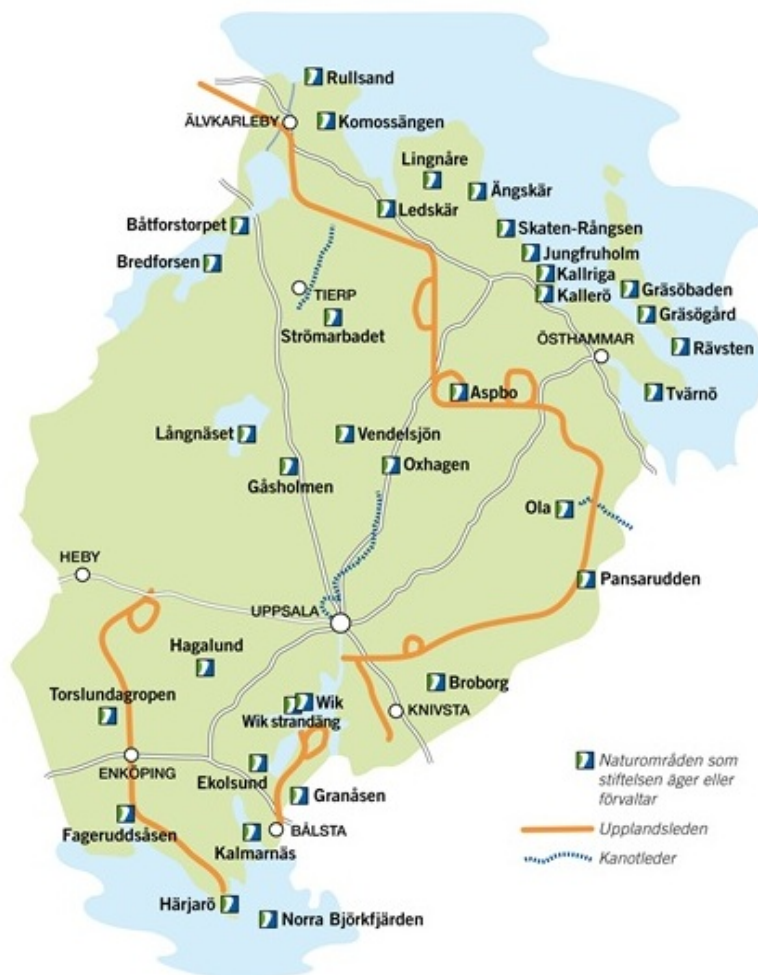 Rullsand
ÄLVKARLEBY
Komossängen
Lingnåre
Ängskär
Ledskär
Båtforstorpet
Skaten-Rångsen
Bredforsen
Jungfruholm
Kallriga
TIERP
Kallerö
Gräsöbaden
Strömarbadet
Gräsögård
ÖSTHAMMAR
Rävsten
Aspbo
Tvärnö
Långnäset
Vendelsjön
Gåsholmen
Oxhagen
Ola
HEBY
Pansarudden
UPPSALA
Hagalund
Broborg
Torslundagropen
Wik
Wik strandäng
KNIVSTA
ENKÖPING
Ekolsund
Granåsen
Fageruddsåsen
Kalmarnäs
BÅLSTA
Härjarö
Norra Björkfjärden
Naturområden som
stiftelsen äger eller
förvaltar
Upplandsleden
Kanotleder